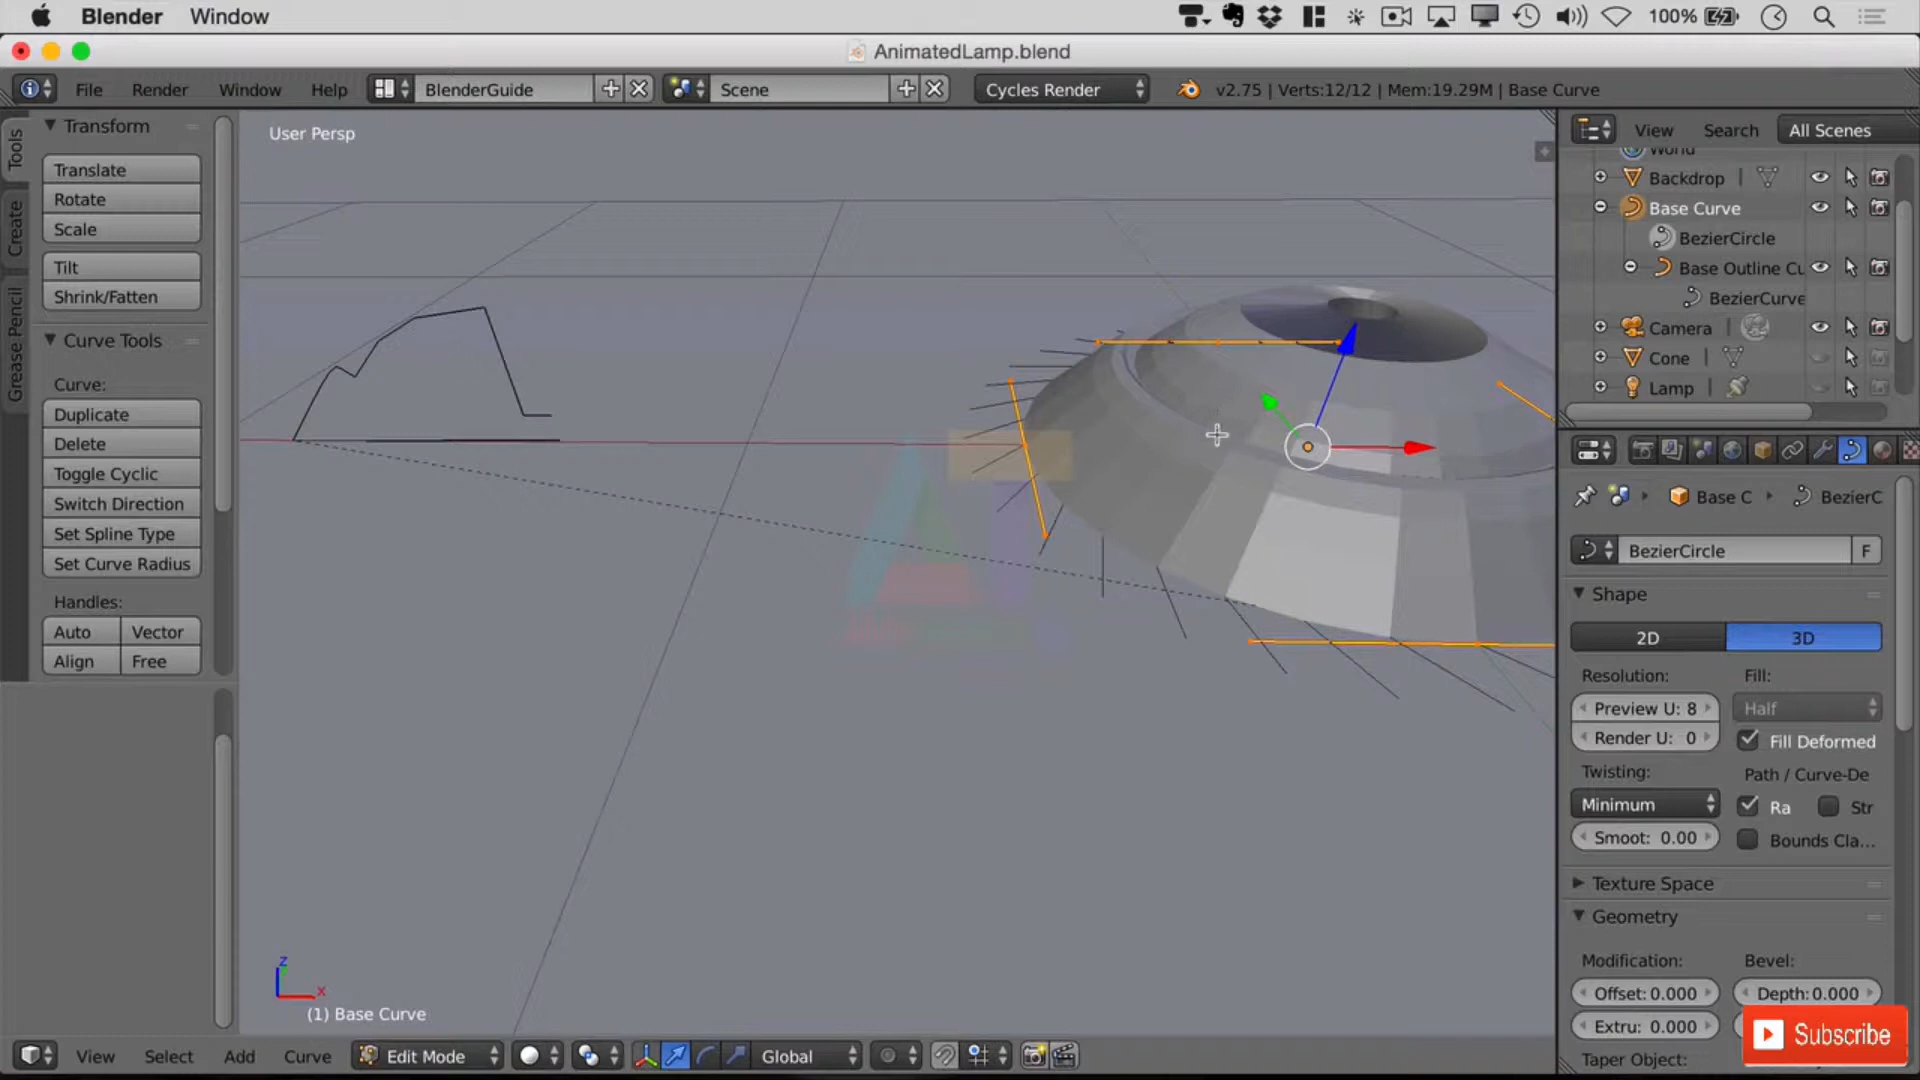 Blender Window 100%
AnimatedLamp.blend
File Render Window Help BlenderGuide Scene Cycles Render v2.75 | Verts:12/12 | Mem:19.29M | Base Curve
Tools
Create
Grease Pencil
Transform
Translate
Rotate
Scale
Tilt
Shrink/Fatten
Curve Tools
Curve:
Duplicate
Delete
Toggle Cyclic
Switch Direction
Set Spline Type
Set Curve Radius
Handles:
Auto Vector
Align Free
User Persp
z
x
(1) Base Curve
View Select Add Curve Edit Mode Global
View Search All Scenes
World
Backdrop
Base Curve
BezierCircle
Base Outline Cu
BezierCurve
Camera
Cone
Lamp
Base C BezierC
BezierCircle F
Shape
2D 3D
Resolution: Fill:
Preview U: 8 Half
Render U: 0 Fill Deformed
Twisting: Path / Curve-De
Minimum Ra Str
Smoot: 0.00 Bounds Cla...
Texture Space
Geometry
Modification: Bevel:
Offset: 0.000 Depth: 0.000
Extru: 0.000
Taper Object:
Subscribe